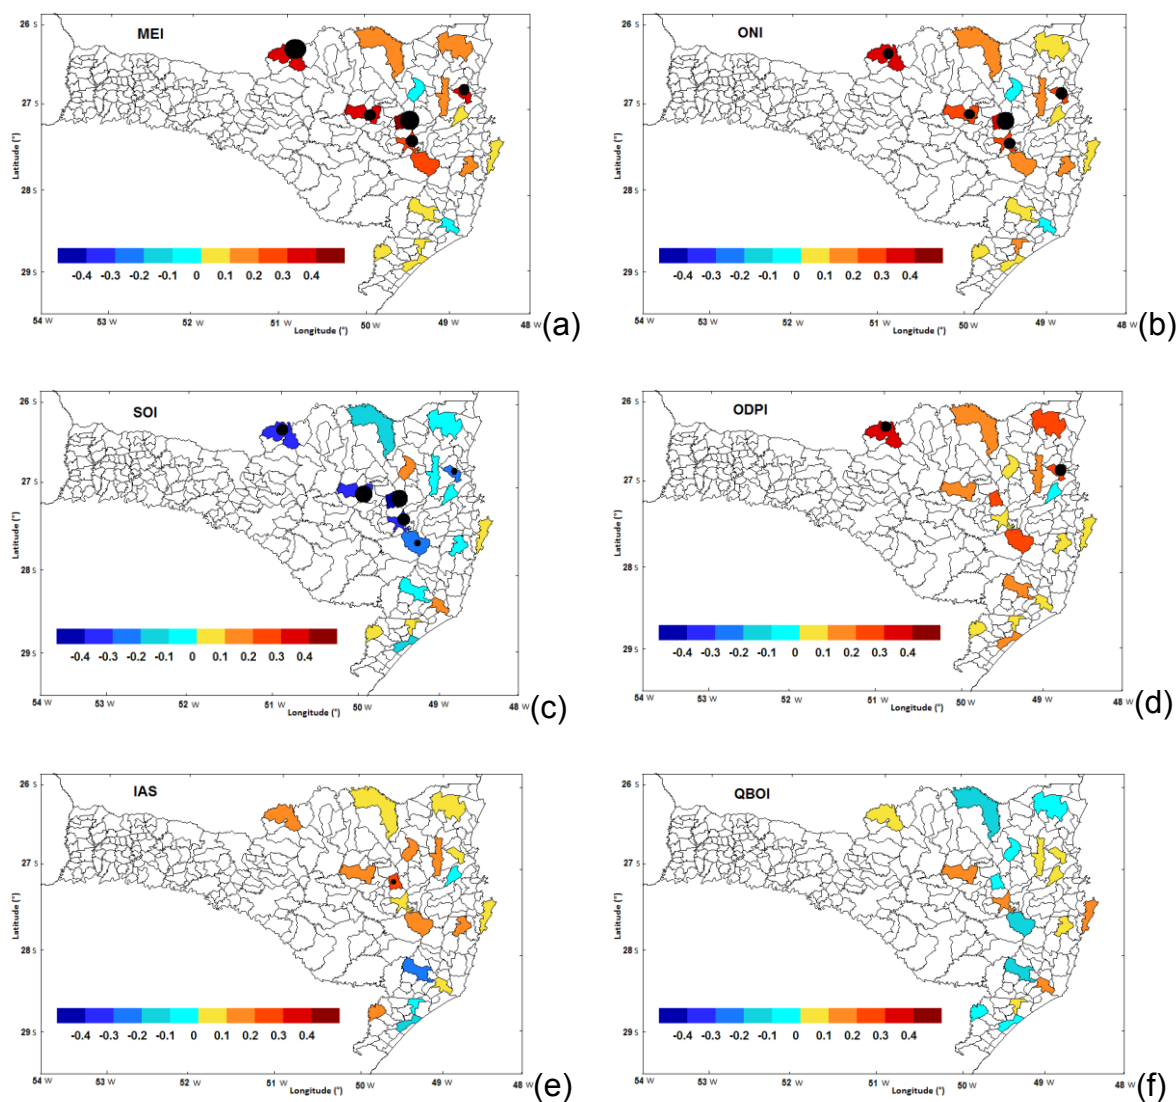 26 S
MEI
27 S
28 S
29 S
Latitude (°)
-0.4 -0.3 -0.2 -0.1 0 0.1 0.2 0.3 0.4
54 W 53 W 52 W 51 W 50 W 49 W 48 W
Longitude (°)
(a)
26 S
ONI
27 S
28 S
29 S
Latitude (°)
-0.4 -0.3 -0.2 -0.1 0 0.1 0.2 0.3 0.4
54 W 53 W 52 W 51 W 50 W 49 W 48 W
Longitude (°)
(b)
26 S
SOI
27 S
28 S
29 S
Latitude (°)
-0.4 -0.3 -0.2 -0.1 0 0.1 0.2 0.3 0.4
54 W 53 W 52 W 51 W 50 W 49 W 48 W
Longitude (°)
(c)
26 S
ODPI
27 S
28 S
29 S
Latitude (°)
-0.4 -0.3 -0.2 -0.1 0 0.1 0.2 0.3 0.4
54 W 53 W 52 W 51 W 50 W 49 W 48 W
Longitude (°)
(d)
26 S
IAS
27 S
28 S
29 S
Latitude (°)
-0.4 -0.3 -0.2 -0.1 0 0.1 0.2 0.3 0.4
54 W 53 W 52 W 51 W 50 W 49 W 48 W
Longitude (°)
(e)
26 S
QBOI
27 S
28 S
29 S
Latitude (°)
-0.4 -0.3 -0.2 -0.1 0 0.1 0.2 0.3 0.4
54 W 53 W 52 W 51 W 50 W 49 W 48 W
Longitude (°)
(f)